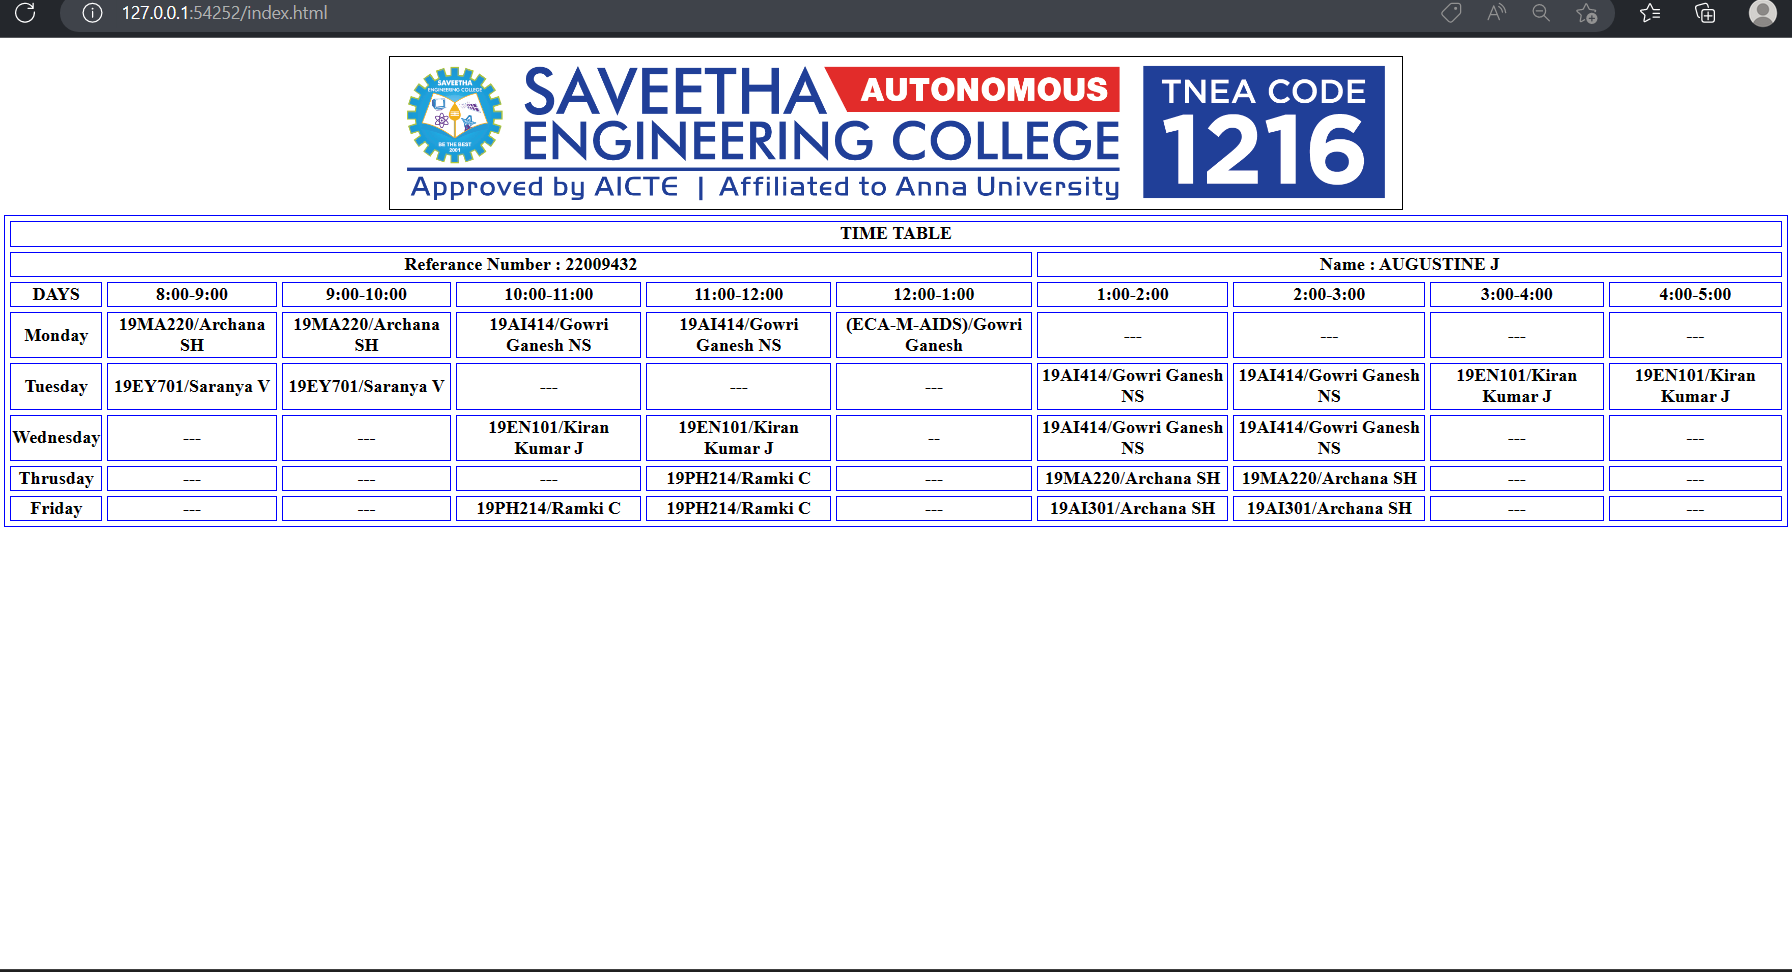 127.0.0.1:54252/index.html
SAVEETHA AUTONOMOUS
ENGINEERING COLLEGE
Approved by AICTE | Affiliated to Anna University
TNEA CODE
1216
SAVEETHA
ENGINEERING COLLEGE
BE THE BEST
2001
TIME TABLE
Referance Number : 22009432 Name : AUGUSTINE J
DAYS 8:00-9:00 9:00-10:00 10:00-11:00 11:00-12:00 12:00-1:00 1:00-2:00 2:00-3:00 3:00-4:00 4:00-5:00
Monday 19MA220/Archana SH 19MA220/Archana SH 19AI414/Gowri Ganesh NS 19AI414/Gowri Ganesh NS (ECA-M-AIDS)/Gowri Ganesh --- --- --- ---
Tuesday 19EY701/Saranya V 19EY701/Saranya V --- --- --- 19AI414/Gowri Ganesh NS 19AI414/Gowri Ganesh NS 19EN101/Kiran Kumar J 19EN101/Kiran Kumar J
Wednesday --- --- 19EN101/Kiran Kumar J 19EN101/Kiran Kumar J -- 19AI414/Gowri Ganesh NS 19AI414/Gowri Ganesh NS --- ---
Thrusday --- --- --- 19PH214/Ramki C --- 19MA220/Archana SH 19MA220/Archana SH --- ---
Friday --- --- 19PH214/Ramki C 19PH214/Ramki C --- 19AI301/Archana SH 19AI301/Archana SH --- ---